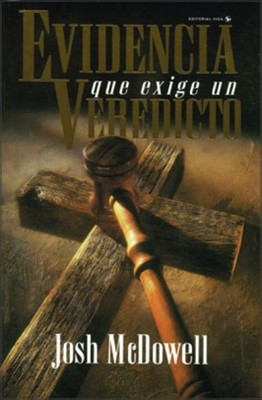 EDITORIAL VIDA
EVIDENCIA
que exige un
VEREDICTO
Josh McDowell